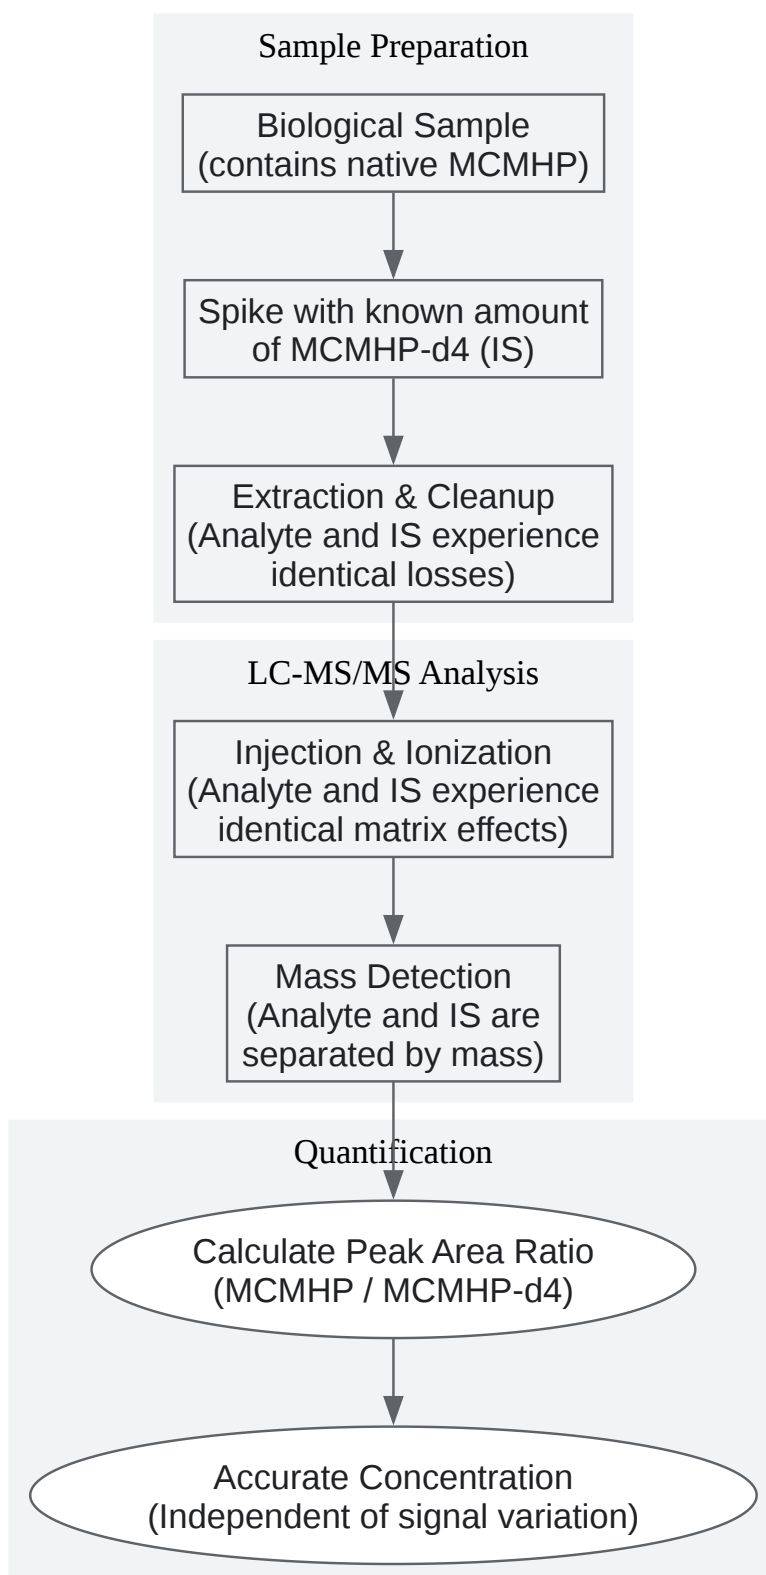 Sample Preparation
Biological Sample
(contains native MCMHP)
Spike with known amount
of MCMHP-d4 (IS)
Extraction & Cleanup
(Analyte and IS experience
identical losses)
LC-MS/MS Analysis
Injection & Ionization
(Analyte and IS experience
identical matrix effects)
Mass Detection
(Analyte and IS are
separated by mass)
Quantification
Calculate Peak Area Ratio
(MCMHP / MCMHP-d4)
Accurate Concentration
(Independent of signal variation)